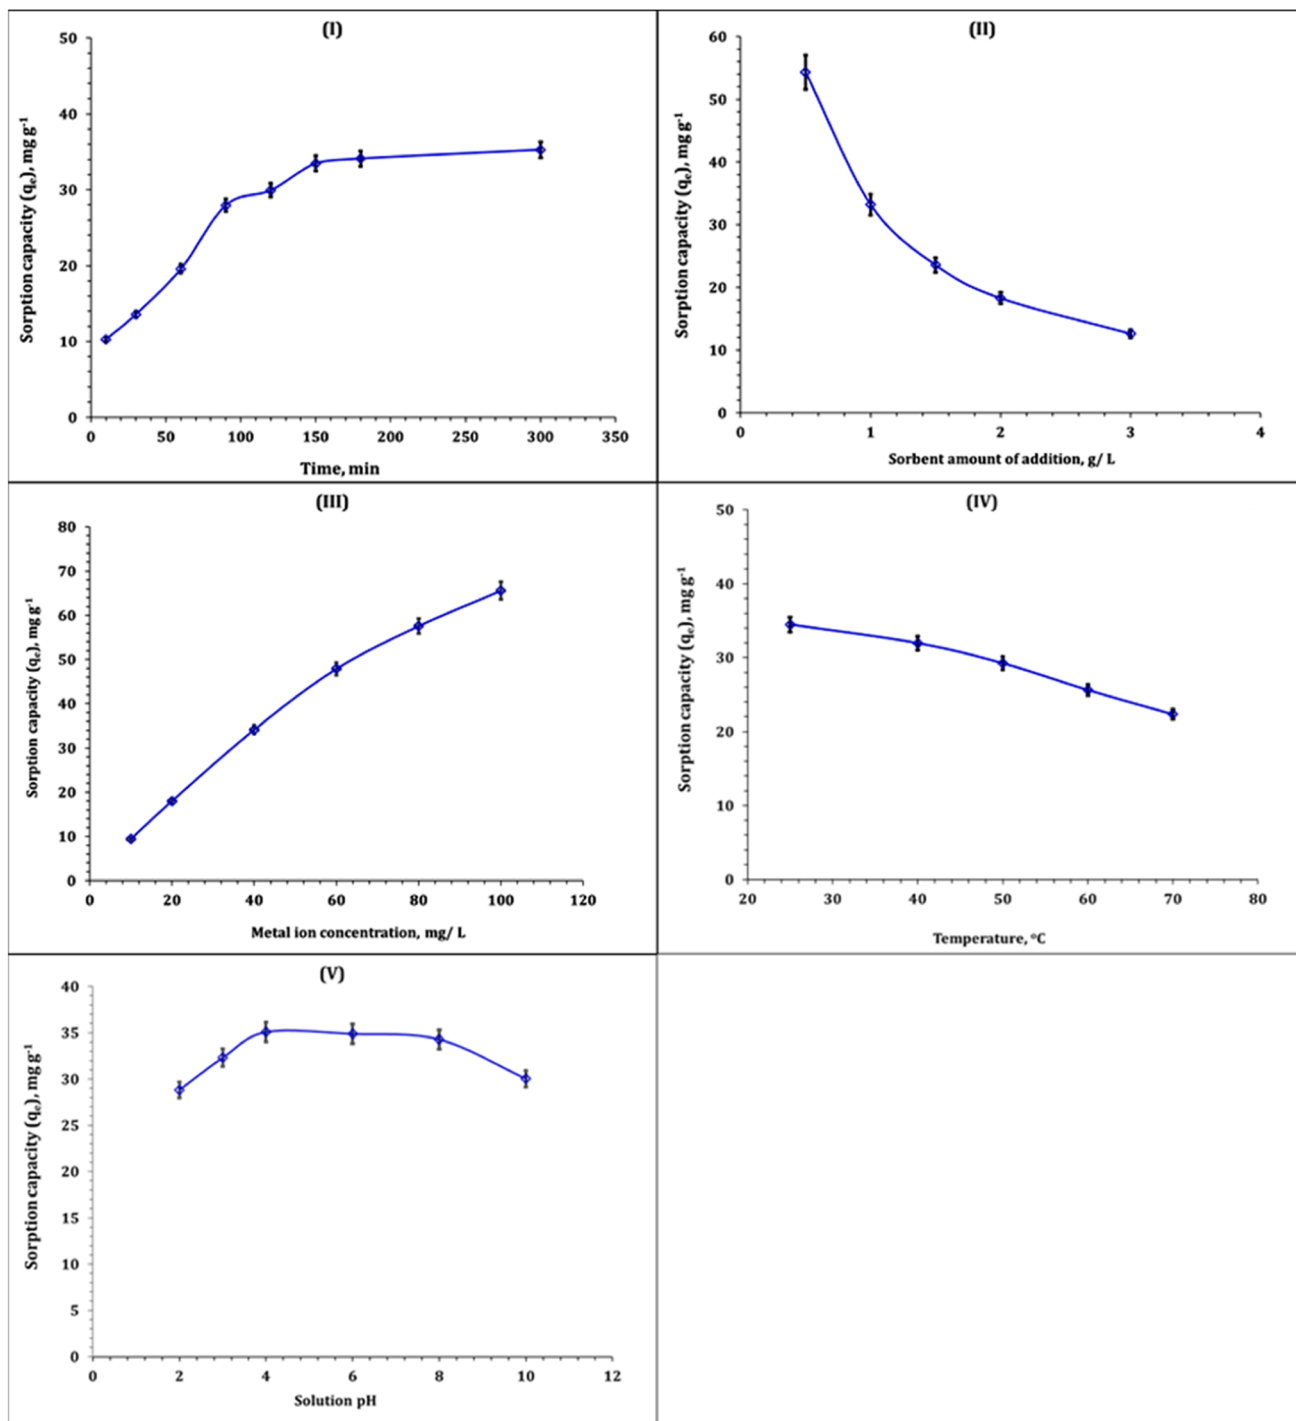 (I)
Sorption capacity (qₑ), mg g⁻¹
50
40
30
20
10
0
0 50 100 150 200 250 300 350
Time, min
(II)
Sorption capacity (qₑ), mg g⁻¹
60
50
40
30
20
10
0
0 1 2 3 4
Sorbent amount of addition, g/ L
(III)
Sorption capacity (qₑ), mg g⁻¹
80
70
60
50
40
30
20
10
0
0 20 40 60 80 100 120
Metal ion concentration, mg/ L
(IV)
Sorption capacity (qₑ), mg g⁻¹
50
40
30
20
10
0
20 30 40 50 60 70 80
Temperature, °C
(V)
Sorption capacity (qₑ), mg g⁻¹
40
35
30
25
20
15
10
5
0
0 2 4 6 8 10 12
Solution pH